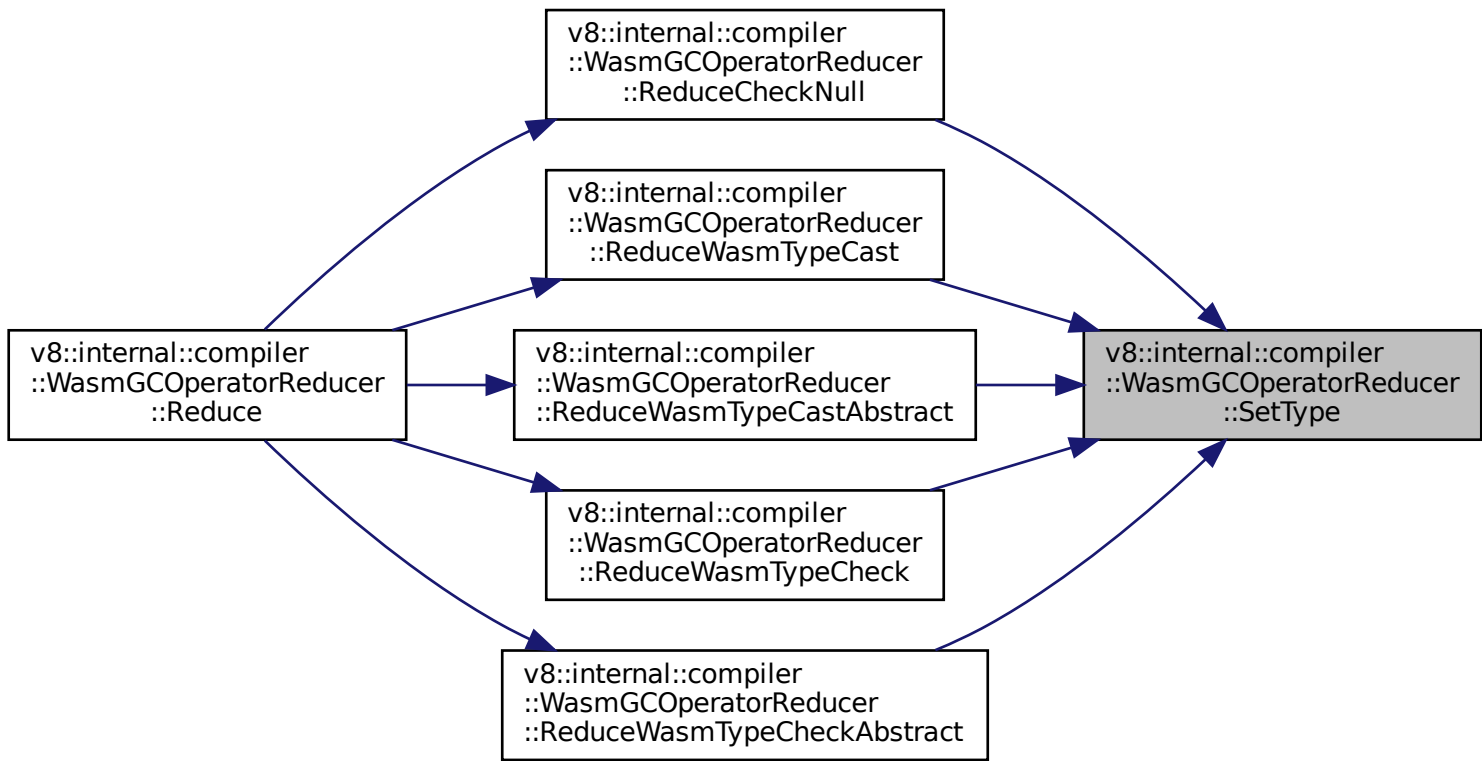 v8::internal::compiler
::WasmGCOperatorReducer
::ReduceCheckNull
v8::internal::compiler
::WasmGCOperatorReducer
::ReduceWasmTypeCast
v8::internal::compiler
::WasmGCOperatorReducer
::Reduce
v8::internal::compiler
::WasmGCOperatorReducer
::ReduceWasmTypeCastAbstract
v8::internal::compiler
::WasmGCOperatorReducer
::SetType
v8::internal::compiler
::WasmGCOperatorReducer
::ReduceWasmTypeCheck
v8::internal::compiler
::WasmGCOperatorReducer
::ReduceWasmTypeCheckAbstract